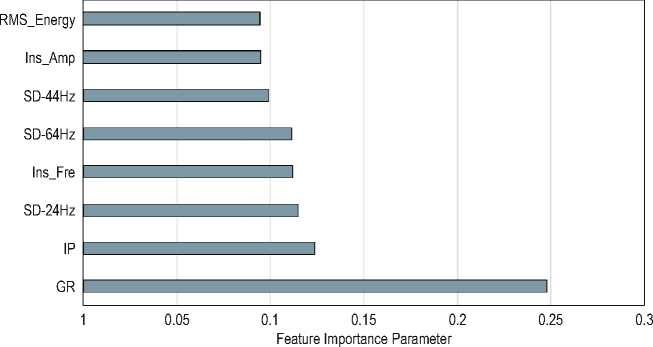 RMS_Energy
Ins_Amp
SD-44Hz
SD-64Hz
Ins_Fre
SD-24Hz
IP
GR
1 0.05 0.1 0.15 0.2 0.25 0.3
Feature Importance Parameter